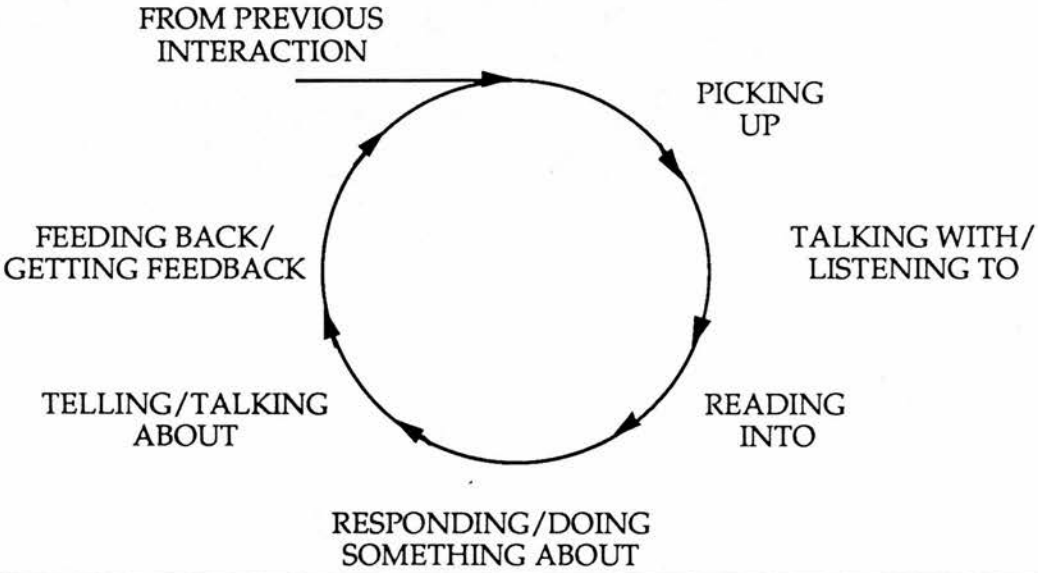 FROM PREVIOUS
INTERACTION
PICKING
UP
TALKING WITH/
LISTENING TO
READING
INTO
RESPONDING/DOING
SOMETHING ABOUT
TELLING/TALKING
ABOUT
FEEDING BACK/
GETTING FEEDBACK